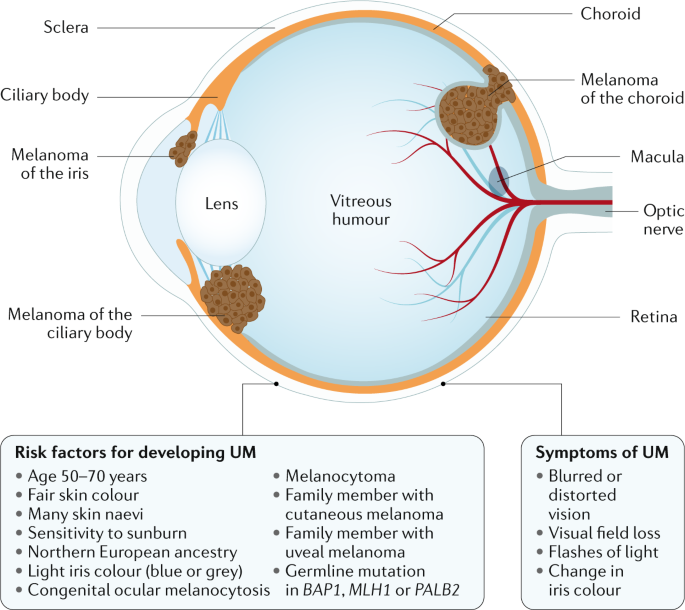 Sclera
Choroid
Ciliary body
Melanoma
of the choroid
Melanoma
of the iris
Macula
Lens
Vitreous
humour
Optic
nerve
Melanoma of the
ciliary body
Retina
Risk factors for developing UM
• Age 50–70 years
• Fair skin colour
• Many skin naevi
• Sensitivity to sunburn
• Northern European ancestry
• Light iris colour (blue or grey)
• Congenital ocular melanocytosis
• Melanocytoma
• Family member with
cutaneous melanoma
• Family member with
uveal melanoma
• Germline mutation
in BAP1, MLH1 or PALB2
Symptoms of UM
• Blurred or
distorted
vision
• Visual field loss
• Flashes of light
• Change in
iris colour